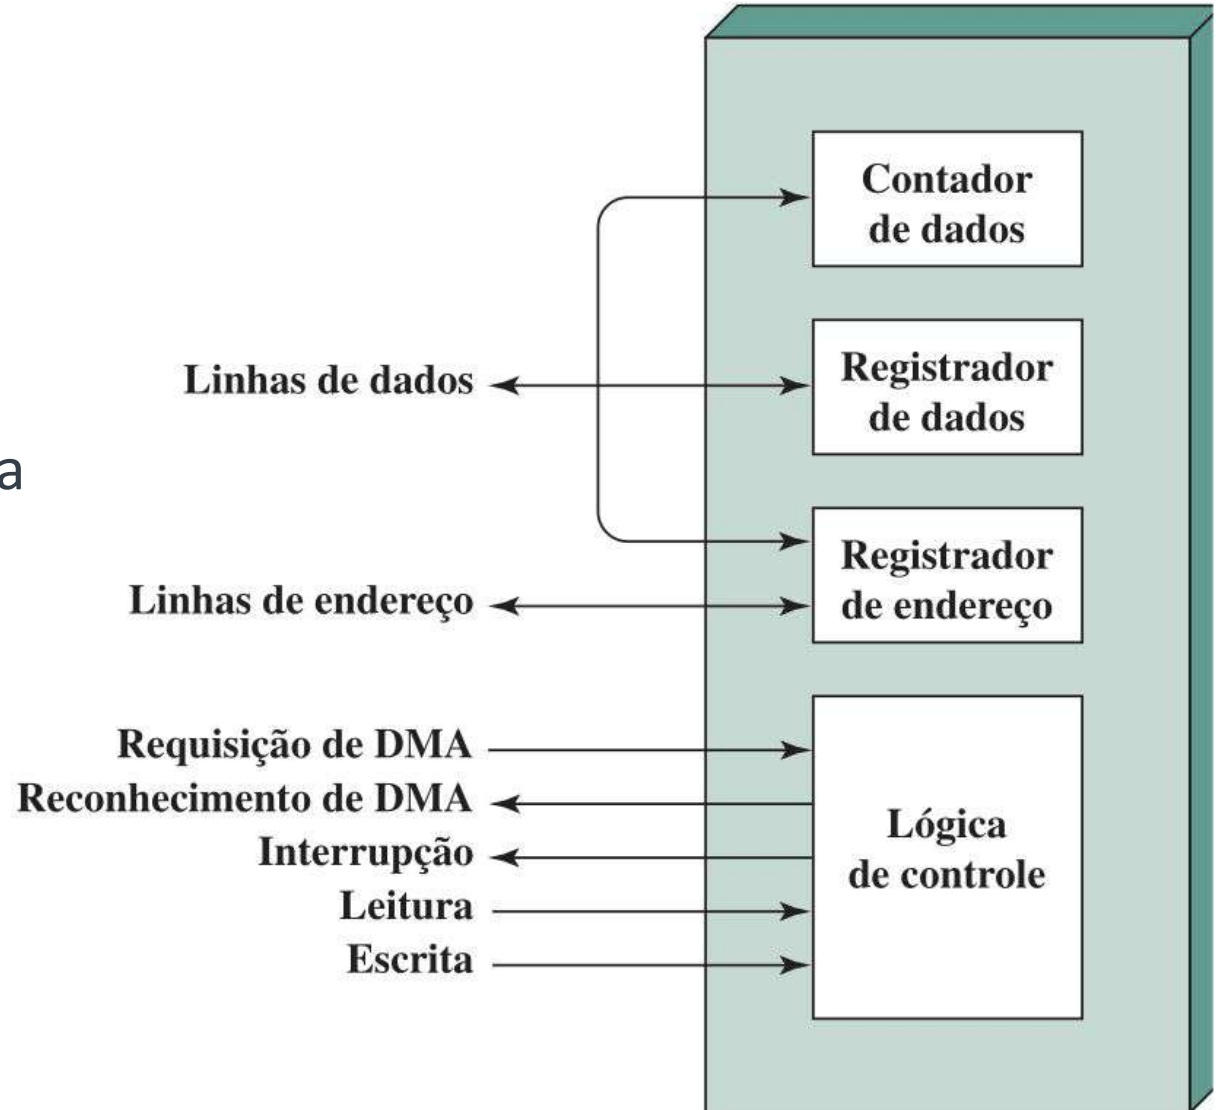 Contador
de dados
Linhas de dados
Registrador
de dados
a
Registrador
de endereço
Linhas de endereço
Requisição de DMA
Reconhecimento de DMA
Interrupção
Leitura
Escrita
Lógica
de controle